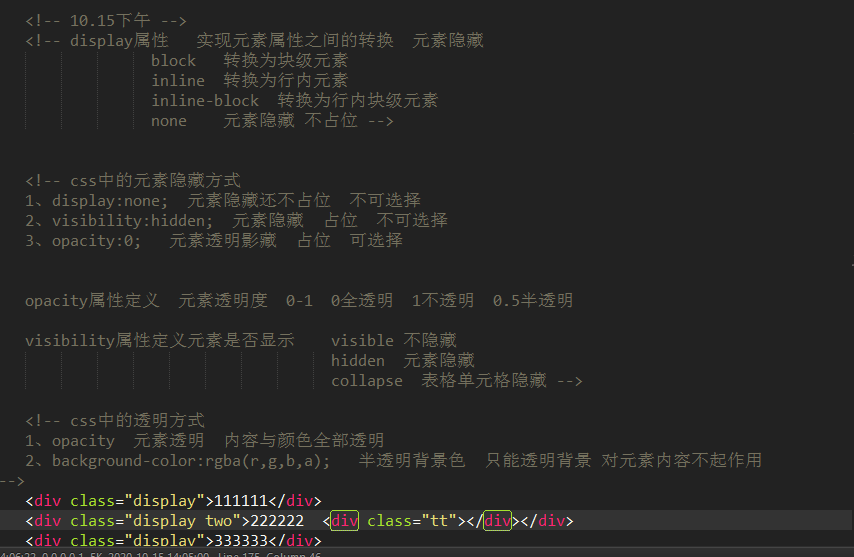 <!-- 10.15下午 -->
<!-- display属性   实现元素属性之间的转换  元素隐藏
block   转换为块级元素
inline  转换为行内元素
inline-block  转换为行内块级元素
none    元素隐藏 不占位 -->
<!-- css中的元素隐藏方式
1、display:none;  元素隐藏还不占位  不可选择
2、visibility:hidden;  元素隐藏  占位  不可选择
3、opacity:0;   元素透明影藏  占位  可选择
opacity属性定义  元素透明度  0-1  0全透明  1不透明  0.5半透明
visibility属性定义元素是否显示    visible 不隐藏
hidden  元素隐藏
collapse  表格单元格隐藏 -->
<!-- css中的透明方式
1、opacity  元素透明  内容与颜色全部透明
2、background-color:rgba(r,g,b,a);   半透明背景色  只能透明背景 对元素内容不起作用
-->
<div class="display">111111</div>
<div class="display two">222222  <div class="tt"></div></div>
<div class="display">333333</div>